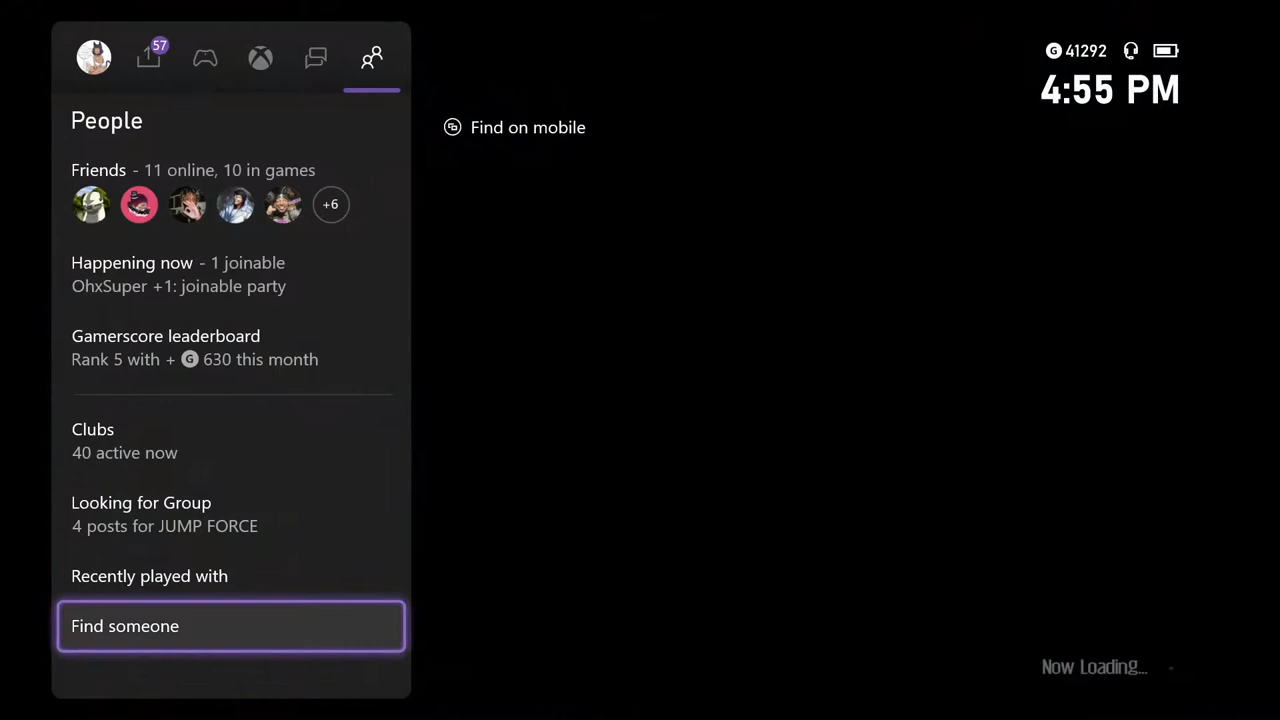 57
G 41292
4:55 PM
People
Find on mobile
Friends - 11 online, 10 in games
+6
Happening now - 1 joinable
OhxSuper +1: joinable party
Gamerscore leaderboard
Rank 5 with + G 630 this month
Clubs
40 active now
Looking for Group
4 posts for JUMP FORCE
Recently played with
Find someone
Now Loading...